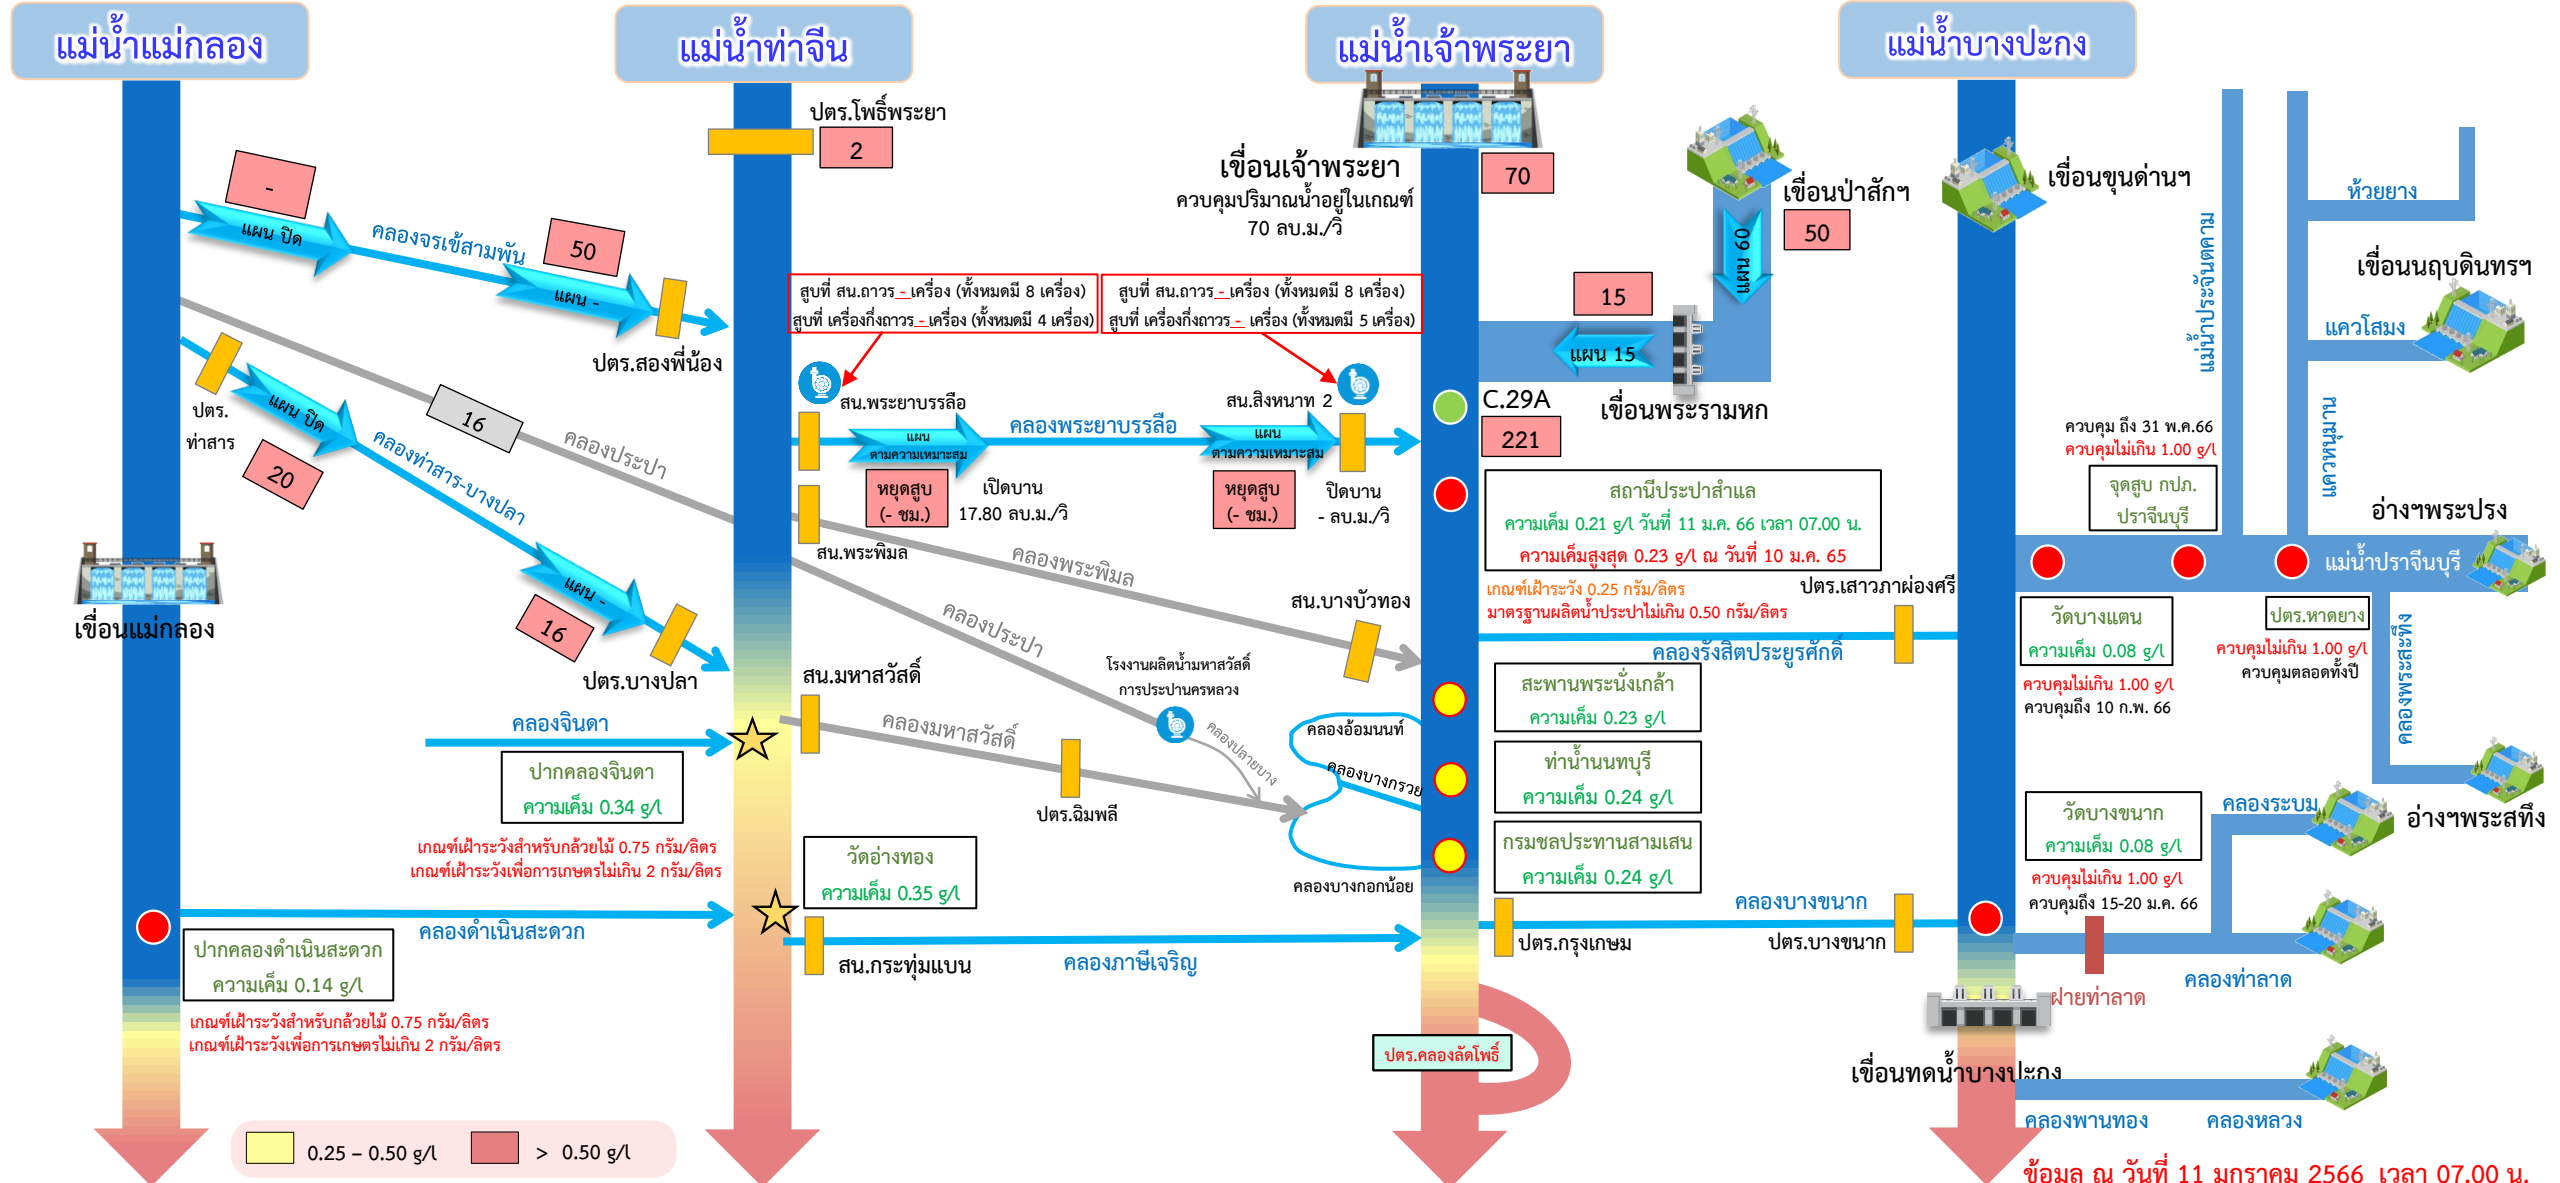 แม่น้ำแม่กลอง
แม่น้ำท่าจีน
แม่น้ำเจ้าพระยา
แม่น้ำบางปะกง
ปตร.โพธิ์พระยา
2
-
แผน ปิด
คลองจรเข้สามพัน
50
แผน -
ปตร.สองพี่น้อง
เขื่อนเจ้าพระยา
ควบคุมปริมาณน้ำอยู่ในเกณฑ์
70 ลบ.ม./วิ
70
เขื่อนป่าสักฯ
50
แผน 60
15
แผน 15
เขื่อนพระรามหก
เขื่อนขุนด่านฯ
แม่น้ำประจันตคาม
ห้วยยาง
เขื่อนนฤบดินทรฯ
แควโสมง
แควหนุมาน
สูบที่ สน.ถาวร - เครื่อง (ทั้งหมดมี 8 เครื่อง)
สูบที่ เครื่องกึ่งถาวร - เครื่อง (ทั้งหมดมี 4 เครื่อง)
สูบที่ สน.ถาวร - เครื่อง (ทั้งหมดมี 8 เครื่อง)
สูบที่ เครื่องกึ่งถาวร - เครื่อง (ทั้งหมดมี 5 เครื่อง)
ปตร.
ท่าสาร
แผน ปิด
20
16
คลองประปา
คลองท่าสาร-บางปลา
แผน -
16
ปตร.บางปลา
สน.พระยาบรรลือ
แผน
ตามความเหมาะสม
คลองพระยาบรรลือ
สน.สิงหนาท 2
แผน
ตามความเหมาะสม
หยุดสูบ
(- ชม.)
เปิดบาน
17.80 ลบ.ม./วิ
หยุดสูบ
(- ชม.)
ปิดบาน
- ลบ.ม./วิ
C.29A
221
สน.พระพิมล
คลองพระพิมล
สน.บางบัวทอง
สถานีประปาสำแล
ความเค็ม 0.21 g/l วันที่ 11 ม.ค. 66 เวลา 07.00 น.
ความเค็มสูงสุด 0.23 g/l ณ วันที่ 10 ม.ค. 65
เกณฑ์เฝ้าระวัง 0.25 กรัม/ลิตร
มาตรฐานผลิตน้ำประปาไม่เกิน 0.50 กรัม/ลิตร
ปตร.เสาวภาผ่องศรี
คลองรังสิตประยูรศักดิ์
ควบคุม ถึง 31 พ.ค.66
ควบคุมไม่เกิน 1.00 g/l
จุดสูบ กปภ.
ปราจีนบุรี
อ่างฯพระปรง
แม่น้ำปราจีนบุรี
วัดบางแตน
ความเค็ม 0.08 g/l
ควบคุมไม่เกิน 1.00 g/l
ควบคุมถึง 10 ก.พ. 66
ปตร.หาดยาง
ควบคุมไม่เกิน 1.00 g/l
ควบคุมตลอดทั้งปี
คลองพระสะทึง
อ่างฯพระสทึง
เขื่อนแม่กลอง
คลองประปา
โรงงานผลิตน้ำมหาสวัสดิ์
การประปานครหลวง
สน.มหาสวัสดิ์
คลองมหาสวัสดิ์
คลองปลายบาง
ปตร.ฉิมพลี
คลองอ้อมนนท์
คลองบางกรวย
คลองบางกอกน้อย
สะพานพระนั่งเกล้า
ความเค็ม 0.23 g/l
ท่าน้ำนนทบุรี
ความเค็ม 0.24 g/l
กรมชลประทานสามเสน
ความเค็ม 0.24 g/l
คลองจินดา
ปากคลองจินดา
ความเค็ม 0.34 g/l
เกณฑ์เฝ้าระวังสำหรับกล้วยไม้ 0.75 กรัม/ลิตร
เกณฑ์เฝ้าระวังเพื่อการเกษตรไม่เกิน 2 กรัม/ลิตร
วัดอ่างทอง
ความเค็ม 0.35 g/l
วัดบางขนาก
ความเค็ม 0.08 g/l
ควบคุมไม่เกิน 1.00 g/l
ควบคุมถึง 15-20 ม.ค. 66
คลองระบม
คลองดำเนินสะดวก
ปากคลองดำเนินสะดวก
ความเค็ม 0.14 g/l
เกณฑ์เฝ้าระวังสำหรับกล้วยไม้ 0.75 กรัม/ลิตร
เกณฑ์เฝ้าระวังเพื่อการเกษตรไม่เกิน 2 กรัม/ลิตร
สน.กระทุ่มแบน
คลองภาษีเจริญ
ปตร.กรุงเกษม
คลองบางขนาก
ปตร.บางขนาก
ฝายท่าลาด
คลองท่าลาด
ปตร.คลองลัดโพธิ์
เขื่อนทดน้ำบางปะกง
คลองพานทอง
คลองหลวง
0.25 – 0.50 g/l
> 0.50 g/l
ข้อมูล ณ วันที่ 11 มกราคม 2566 เวลา 07.00 น.